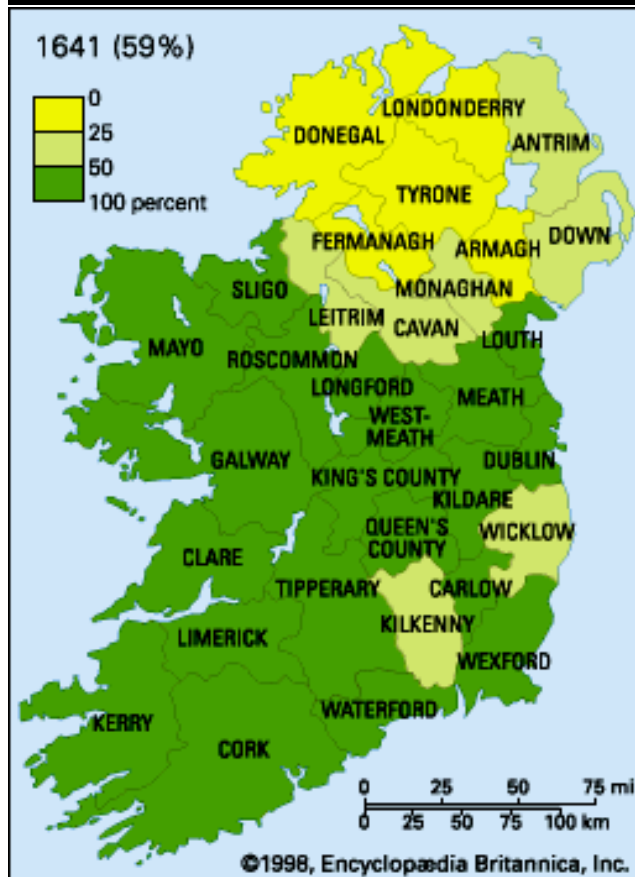 1641 (59%)
0
25
50
100 percent
LONDONDERRY
DONEGAL
ANTRIM
TYRONE
FERMANAGH
ARMAGH
DOWN
MONAGHAN
SLIGO
LEITRIM
CAVAN
LOUTH
MAYO
ROSCOMMON
LONGFORD
MEATH
WEST-
MEATH
GALWAY
DUBLIN
KING'S COUNTY
KILDARE
QUEEN'S
COUNTY
WICKLOW
CLARE
TIPPERARY
CARLOW
KILKENNY
LIMERICK
WEXFORD
WATERFORD
KERRY
CORK
0 25 50 75 mi
0 25 50 75 100 km
©1998, Encyclopædia Britannica, Inc.